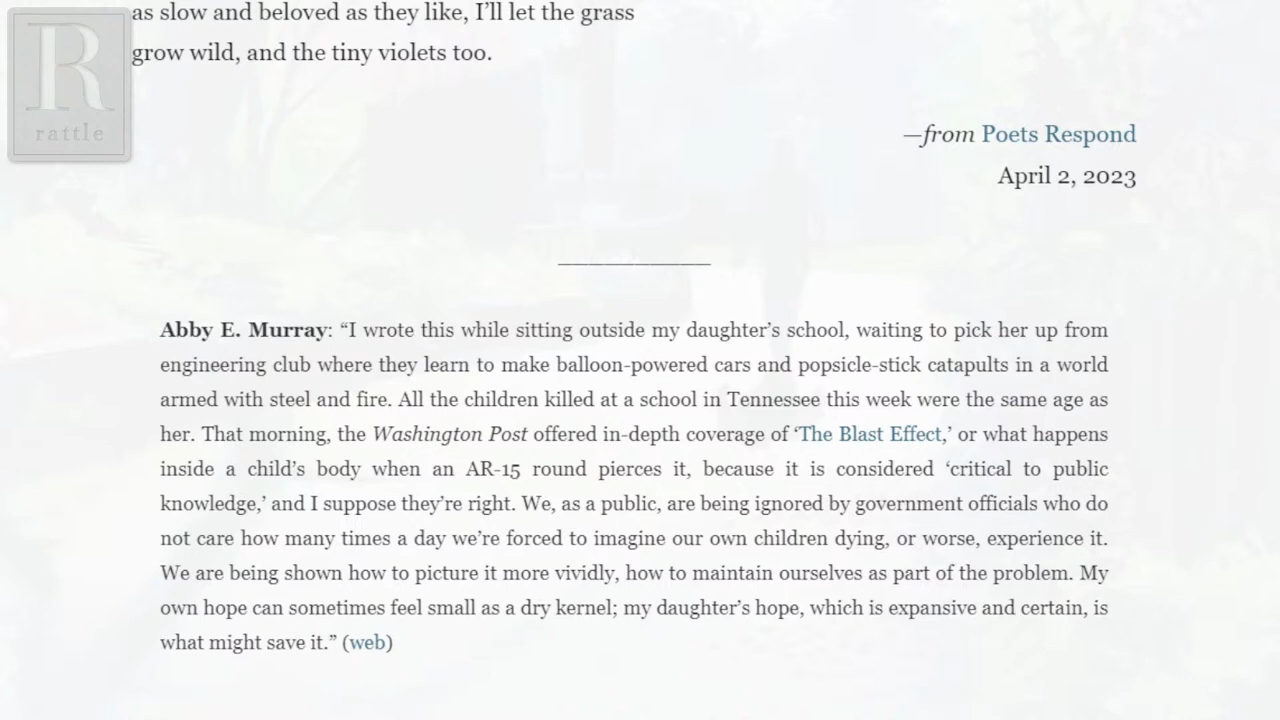 as slow and beloved as they like, I’ll let the grass
grow wild, and the tiny violets too.
R
rattle
—from Poets Respond
April 2, 2023
Abby E. Murray: “I wrote this while sitting outside my daughter’s school, waiting to pick her up from
engineering club where they learn to make balloon-powered cars and popsicle-stick catapults in a world
armed with steel and fire. All the children killed at a school in Tennessee this week were the same age as
her. That morning, the Washington Post offered in-depth coverage of ‘The Blast Effect,’ or what happens
inside a child’s body when an AR-15 round pierces it, because it is considered ‘critical to public
knowledge,’ and I suppose they’re right. We, as a public, are being ignored by government officials who do
not care how many times a day we’re forced to imagine our own children dying, or worse, experience it.
We are being shown how to picture it more vividly, how to maintain ourselves as part of the problem. My
own hope can sometimes feel small as a dry kernel; my daughter’s hope, which is expansive and certain, is
what might save it.” (web)